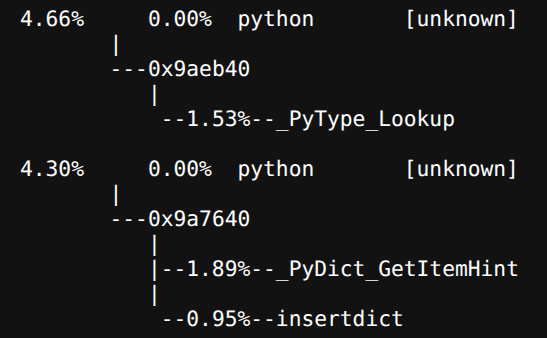 4.66%     0.00%  python       [unknown]
       |
       ---0x9aeb40
          |
           --1.53%--_PyType_Lookup

4.30%     0.00%  python       [unknown]
       |
       ---0x9a7640
          |
          |--1.89%--_PyDict_GetItemHint
          |
           --0.95%--insertdict